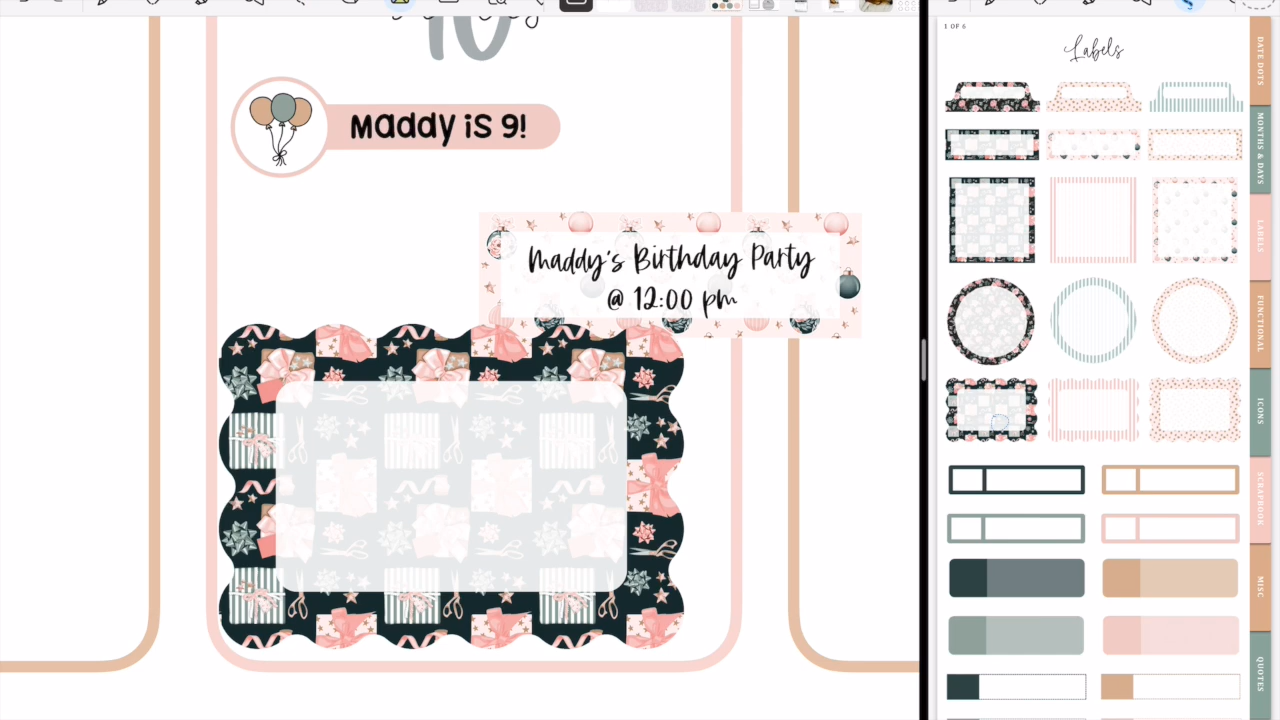 10
Maddy is 9!
Maddy's Birthday Party
@ 12:00 pm
1 OF 6
Labels
DATE DOTS
MONTHS & DAYS
LABELS
FUNCTIONAL
ICONS
SCRAPBOOK
MISC
QUOTES